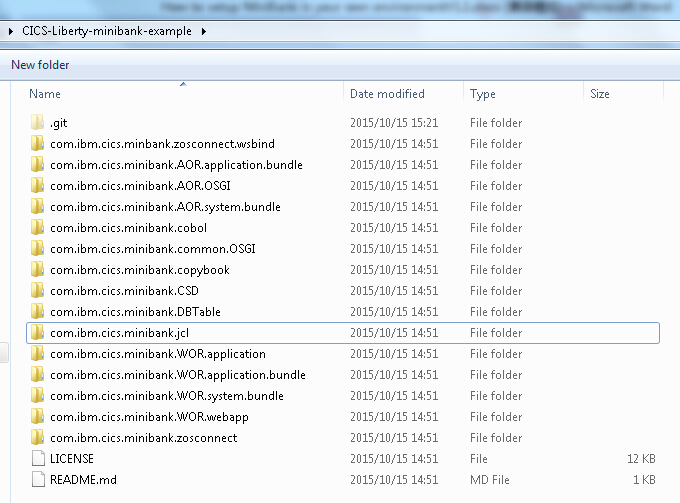 How to setup MiniBank in your own environment
CICS-Liberty-minibank-example
New folder
Name Date modified Type Size
.git 2015/10/15 15:21 File folder
com.ibm.cics.minbank.zosconnect.wsbind 2015/10/15 14:51 File folder
com.ibm.cics.minibank.AOR.application.bundle 2015/10/15 14:51 File folder
com.ibm.cics.minibank.AOR.OSGI 2015/10/15 14:51 File folder
com.ibm.cics.minibank.AOR.system.bundle 2015/10/15 14:51 File folder
com.ibm.cics.minibank.cobol 2015/10/15 14:51 File folder
com.ibm.cics.minibank.common.OSGI 2015/10/15 14:51 File folder
com.ibm.cics.minibank.copybook 2015/10/15 14:51 File folder
com.ibm.cics.minibank.CSD 2015/10/15 14:51 File folder
com.ibm.cics.minibank.DBTable 2015/10/15 14:51 File folder
com.ibm.cics.minibank.jcl 2015/10/15 14:51 File folder
com.ibm.cics.minibank.WOR.application 2015/10/15 14:51 File folder
com.ibm.cics.minibank.WOR.application.bundle 2015/10/15 14:51 File folder
com.ibm.cics.minibank.WOR.system.bundle 2015/10/15 14:51 File folder
com.ibm.cics.minibank.WOR.webapp 2015/10/15 14:51 File folder
com.ibm.cics.minibank.zosconnect 2015/10/15 14:51 File folder
LICENSE 2015/10/15 14:51 File 12 KB
README.md 2015/10/15 14:51 MD File 1 KB